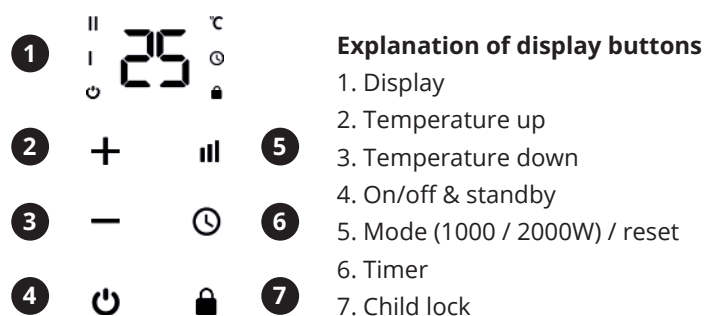 II
°C
1
25
I
2
5
3
6
4
7
Explanation of display buttons
1. Display
2. Temperature up
3. Temperature down
4. On/off & standby
5. Mode (1000 / 2000W) / reset
6. Timer
7. Child lock